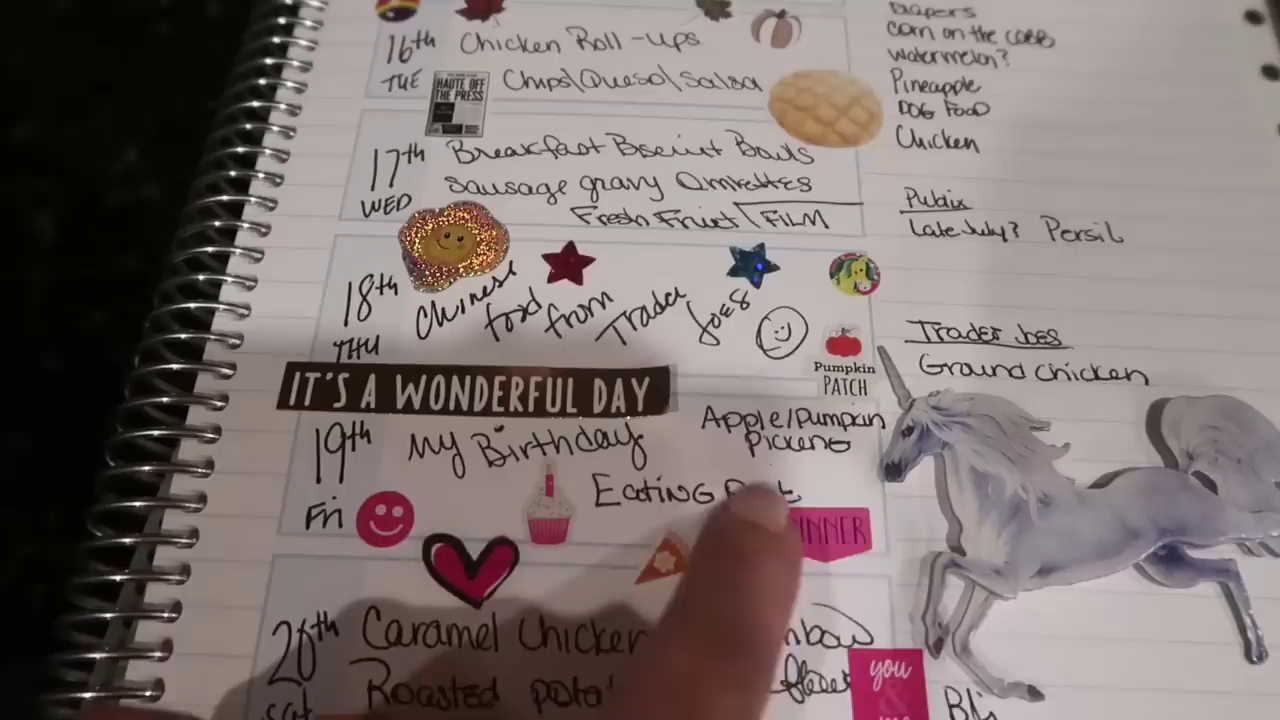 Diapers
corn on the cobb
watermelon?
Pineapple
DOG FOOD
Chicken
16th Chicken Roll-ups
TUE Chips/Queso/Salsa
HAUTE OFF
THE PRESS
17th Breakfast Biscuit Bowls
WED Sausage gravy Omlettes
Fresh Fruit FILM
Publix
Late July? Persil
18th Chinese food from Trader Joes
THU
Pumpkin
PATCH
Trader Joes
Ground chicken
IT'S A WONDERFUL DAY
19th My Birthday
Apple/Pumpkin
Picking
Fri Eating
INNER
20th Caramel Chicken
Sat Roasted
you